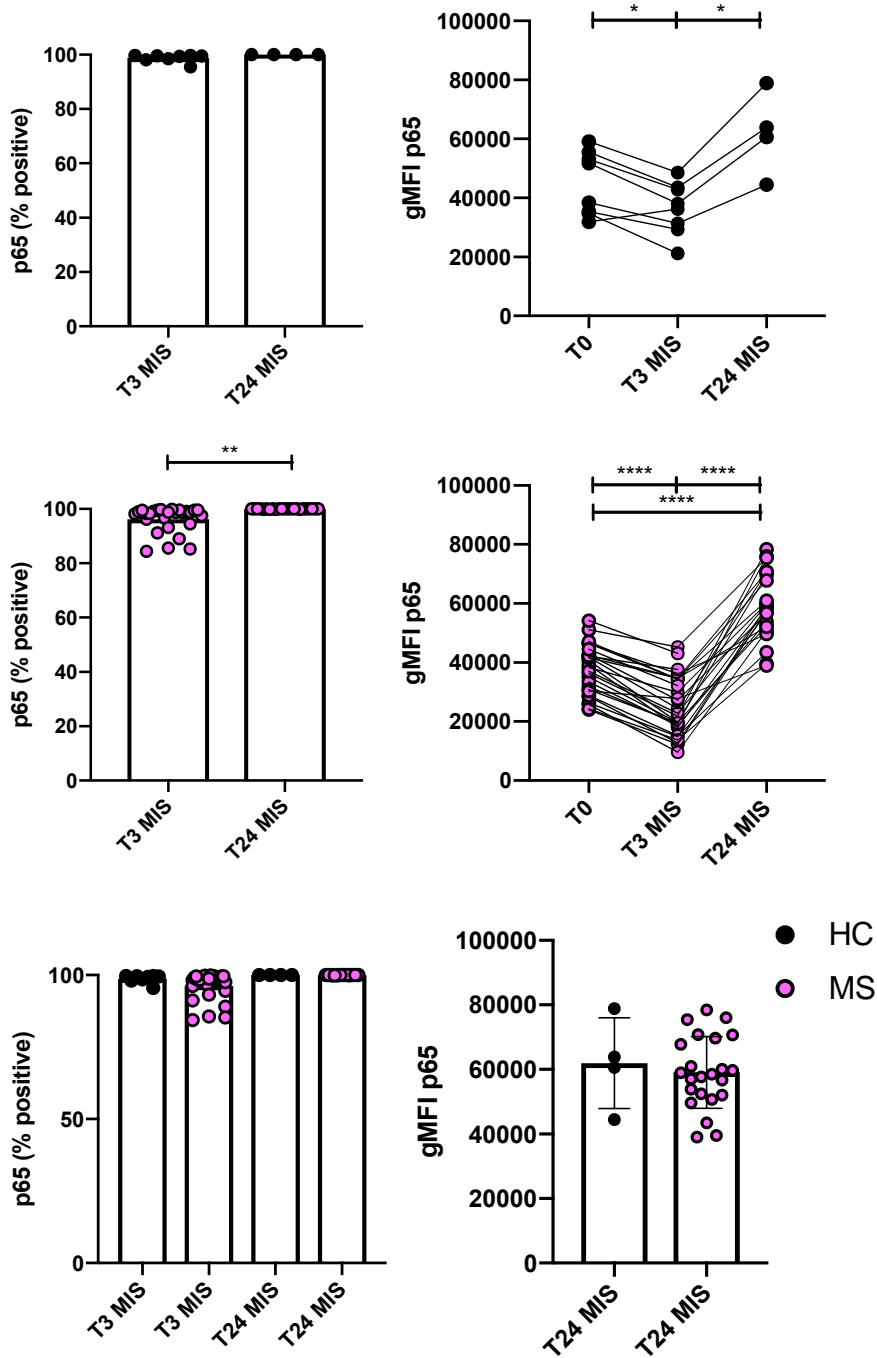 100
80
60
40
20
0
p65 (% positive)
T3 MIS
T24 MIS
* *
100000
80000
60000
40000
20000
0
gMFI p65
T0
T3 MIS
T24 MIS
**
100
80
60
40
20
0
p65 (% positive)
T3 MIS
T24 MIS
**** ****
****
100000
80000
60000
40000
20000
0
gMFI p65
T0
T3 MIS
T24 MIS
100
50
0
p65 (% positive)
T3 MIS
T3 MIS
T24 MIS
T24 MIS
100000
80000
60000
40000
20000
0
gMFI p65
T24 MIS
T24 MIS
HC
MS